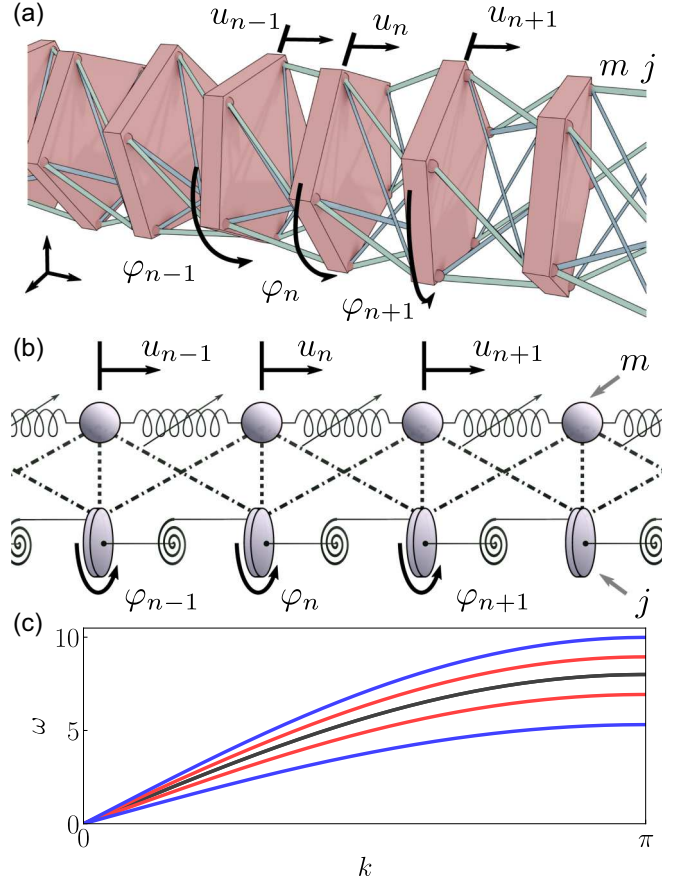 (a)
u_{n−1} u_n u_{n+1}
m j
φ_{n−1} φ_n φ_{n+1}
(b)
u_{n−1} u_n u_{n+1} m
φ_{n−1} φ_n φ_{n+1} j
(c)
10
5
0
ω
0 π
k